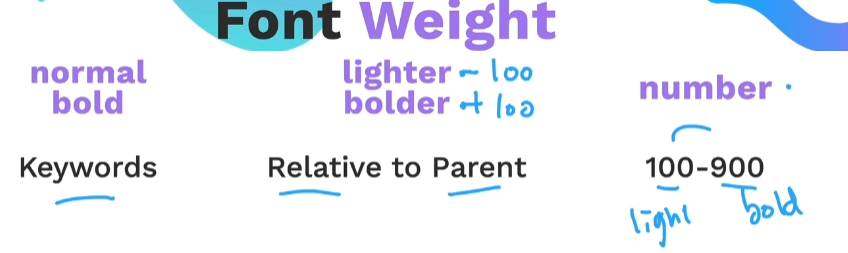 Font Weight
normal
bold
lighter - 100
bolder + 100
number
Keywords
Relative to Parent
100-900
light
bold